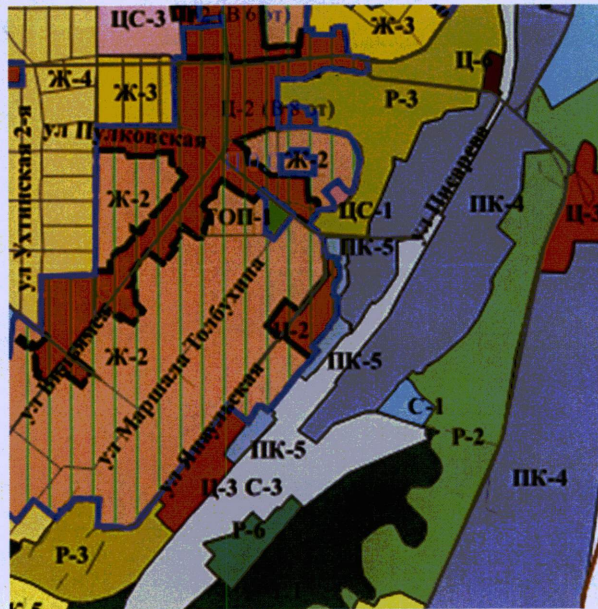 ЦС-3
Ж-3
Ц-6
Ж-4
Ж-3
Р-3
Ц-2 (В 8 эт)
ул Пулковская
Ж-2
ул Ухтинская 2-я
Ж-2
ТОП-1
ЦС-1
ул Писарева
ПК-4
Ц-3
ПК-5
Ж-2
ул Маршала Толбухина
Ц-2
ПК-5
С-1
Р-2
ПК-5
Ц-3 С-3
ПК-4
Р-6
Р-3